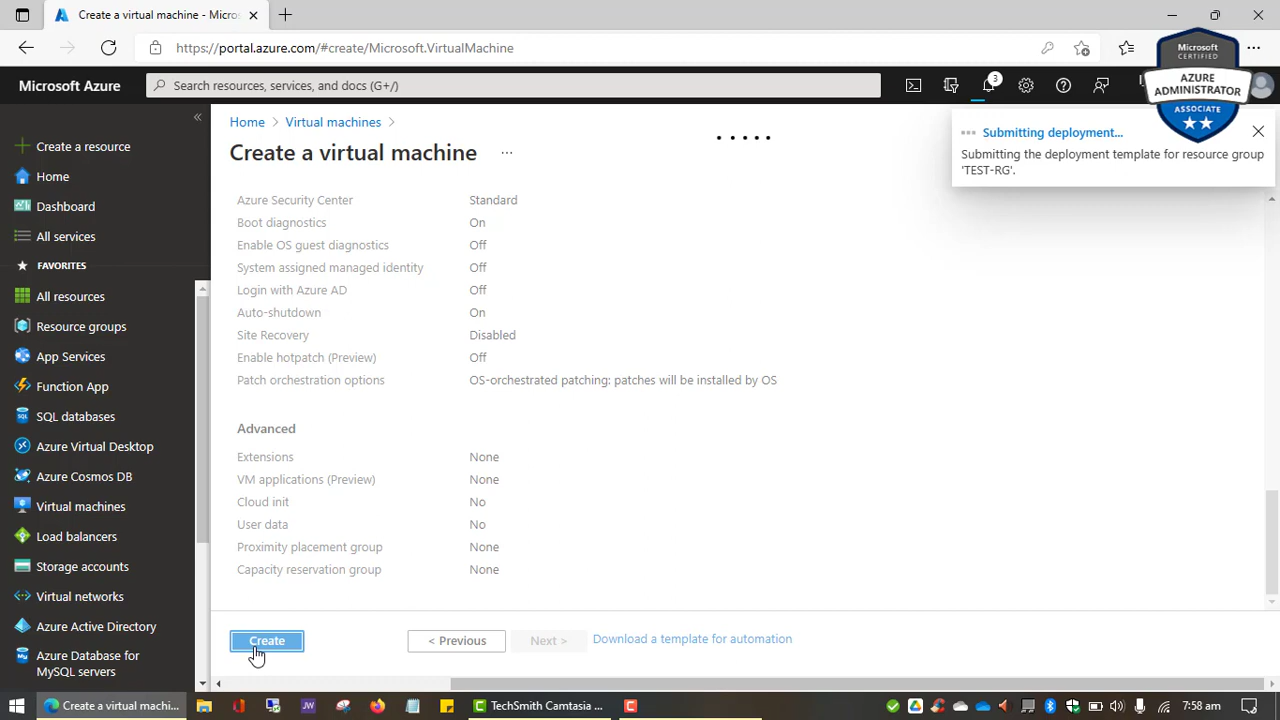 Create a virtual machine - Micros
https://portal.azure.com/#create/Microsoft.VirtualMachine
Microsoft Azure
Search resources, services, and docs (G+/)
3
Microsoft
CERTIFIED
AZURE
ADMINISTRATOR
ASSOCIATE
Create a resource
Home
Dashboard
All services
FAVORITES
All resources
Resource groups
App Services
Function App
SQL databases
Azure Virtual Desktop
Azure Cosmos DB
Virtual machines
Load balancers
Storage accounts
Virtual networks
Azure Active Directory
Azure Database for
MySQL servers
Home > Virtual machines >
Create a virtual machine ...
Submitting deployment...
Submitting the deployment template for resource group
'TEST-RG'.
Azure Security Center Standard
Boot diagnostics On
Enable OS guest diagnostics Off
System assigned managed identity Off
Login with Azure AD Off
Auto-shutdown On
Site Recovery Disabled
Enable hotpatch (Preview) Off
Patch orchestration options OS-orchestrated patching: patches will be installed by OS
Advanced
Extensions None
VM applications (Preview) None
Cloud init No
User data No
Proximity placement group None
Capacity reservation group None
Create < Previous Next > Download a template for automation
Create a virtual machi... JW TechSmith Camtasia ... 7:58 am